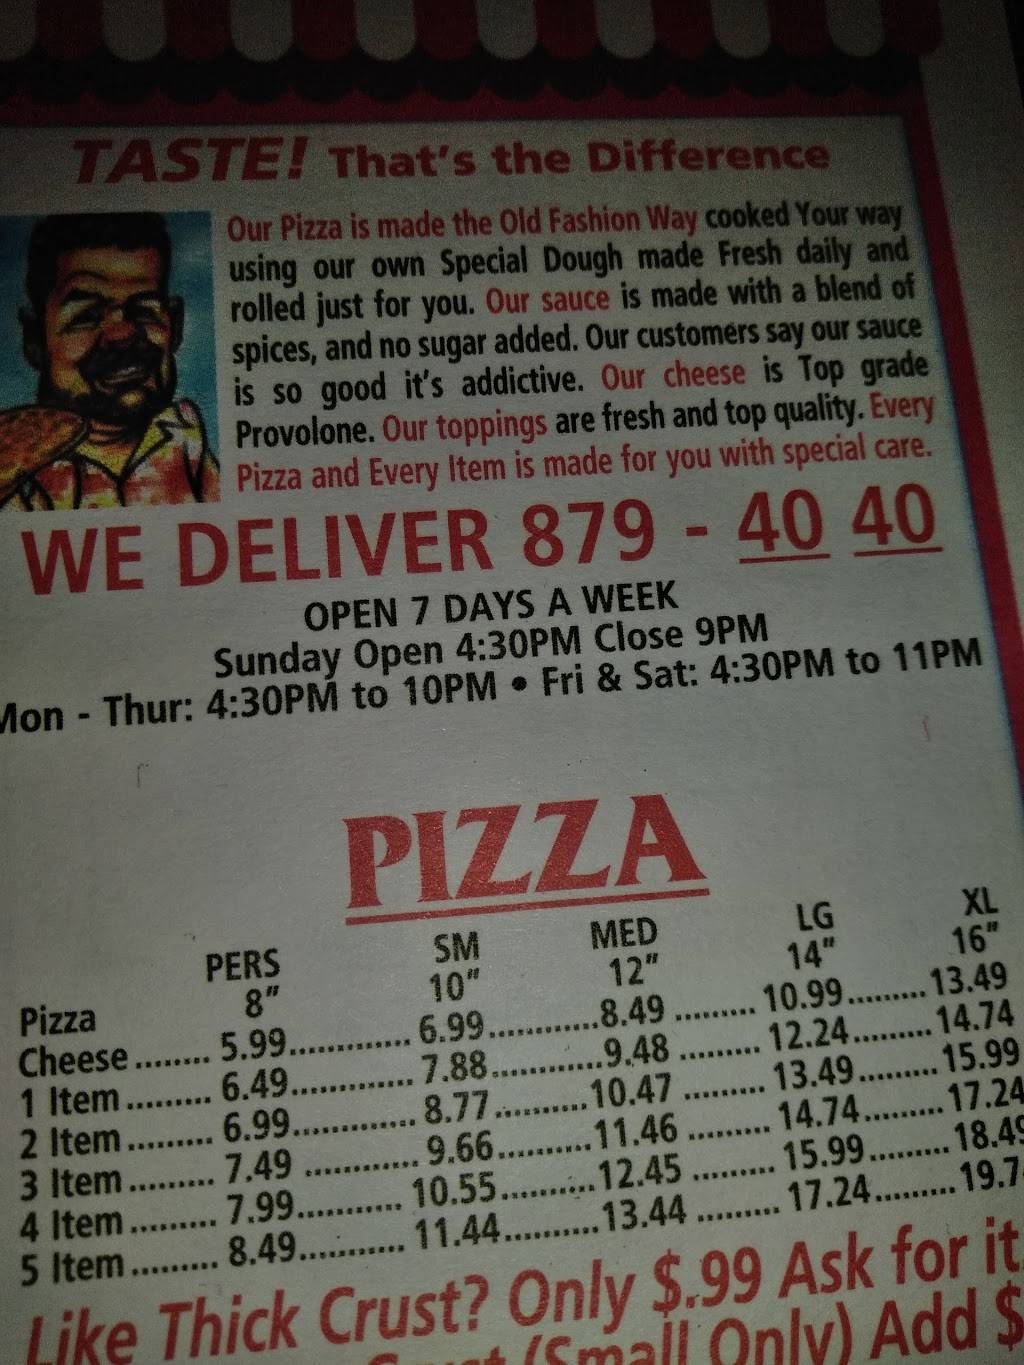 TASTE! That's the Difference
Our Pizza is made the Old Fashion Way cooked Your way
using our own Special Dough made Fresh daily and
rolled just for you. Our sauce is made with a blend of
spices, and no sugar added. Our customers say our sauce
is so good it's addictive. Our cheese is Top grade
Provolone. Our toppings are fresh and top quality. Every
Pizza and Every Item is made for you with special care.
WE DELIVER 879 - 40 40
OPEN 7 DAYS A WEEK
Sunday Open 4:30PM Close 9PM
Mon - Thur: 4:30PM to 10PM • Fri & Sat: 4:30PM to 11PM
PIZZA
PERS SM MED LG XL
Pizza 8" 10" 12" 14" 16"
Cheese ........ 5.99............. 6.99............8.49 ......... 10.99.........13.49
1 Item ......... 6.49............. 7.88............9.48 ......... 12.24.........14.74
2 Item ......... 6.99............. 8.77..........10.47 ......... 13.49.........15.99
3 Item ......... 7.49 ............ 9.66..........11.46 ......... 14.74.........17.24
4 Item ......... 7.99........... 10.55..........12.45 ......... 15.99.........18.49
5 Item ......... 8.49........... 11.44..........13.44 ......... 17.24.........19.7
Like Thick Crust? Only $.99 Ask for it
(Small Only) Add $